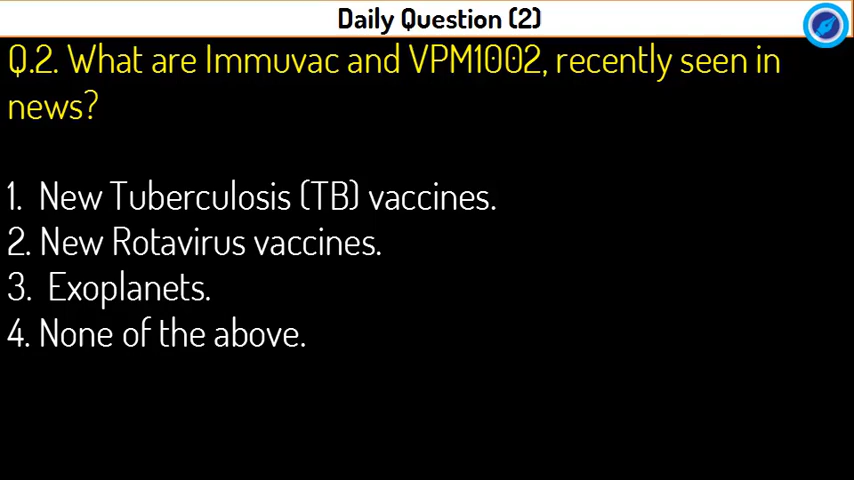 Daily Question (2)
Q.2. What are Immuvac and VPM1002, recently seen in
news?
1. New Tuberculosis (TB) vaccines.
2. New Rotavirus vaccines.
3. Exoplanets.
4. None of the above.